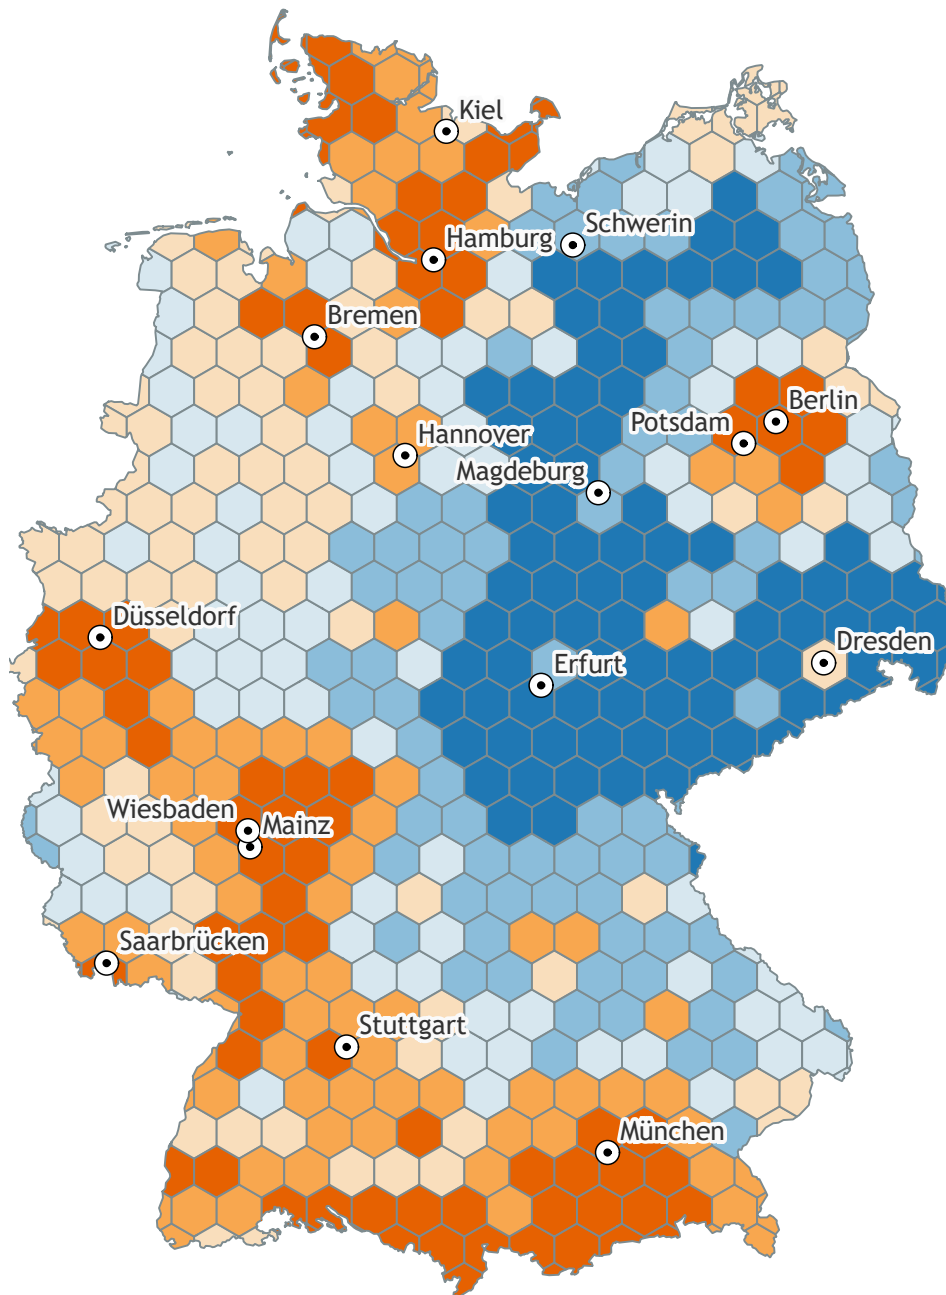 Kiel
Schwerin
Hamburg
Bremen
Berlin
Potsdam
Hannover
Magdeburg
Düsseldorf
Dresden
Erfurt
Wiesbaden
Mainz
Saarbrücken
Stuttgart
München